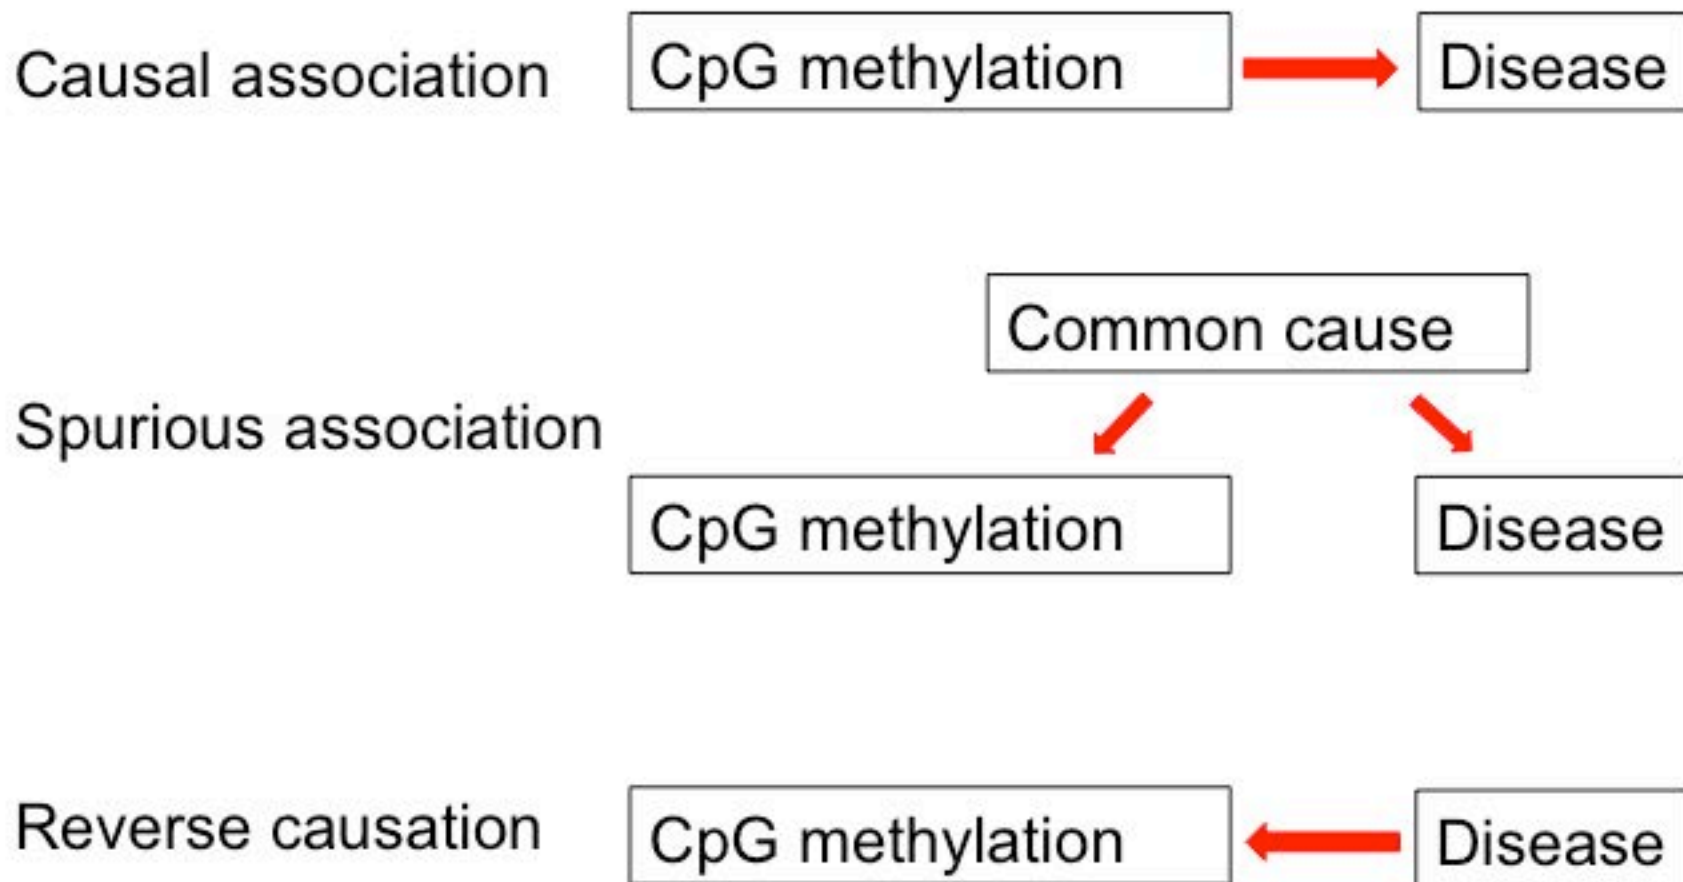 Causal association
CpG methylation
Disease
Common cause
Spurious association
CpG methylation
Disease
Reverse causation
CpG methylation
Disease